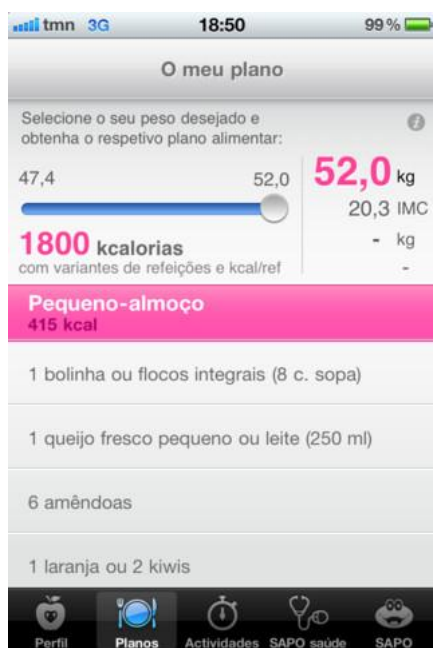 tmn 3G 18:50 99 %
O meu plano
Selecione o seu peso desejado e
obtenha o respetivo plano alimentar:
47,4 52,0
1800 kcalorias
com variantes de refeições e kcal/ref
52,0 kg
20,3 IMC
- kg
-
Pequeno-almoço
415 kcal
1 bolinha ou flocos integrais (8 c. sopa)
1 queijo fresco pequeno ou leite (250 ml)
6 amêndoas
1 laranja ou 2 kiwis
Perfil Planos Actividades SAPO saúde SAPO